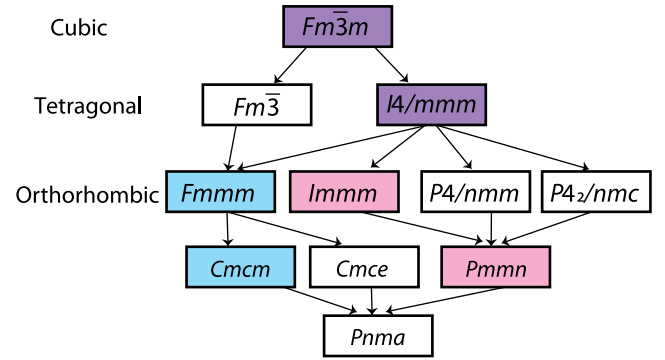 Cubic Fm3̅m
Tetragonal Fm3̅ I4/mmm
Orthorhombic Fmmm Immm P4/nmm P4₂/nmc
Cmcm Cmce Pmmn
Pnma